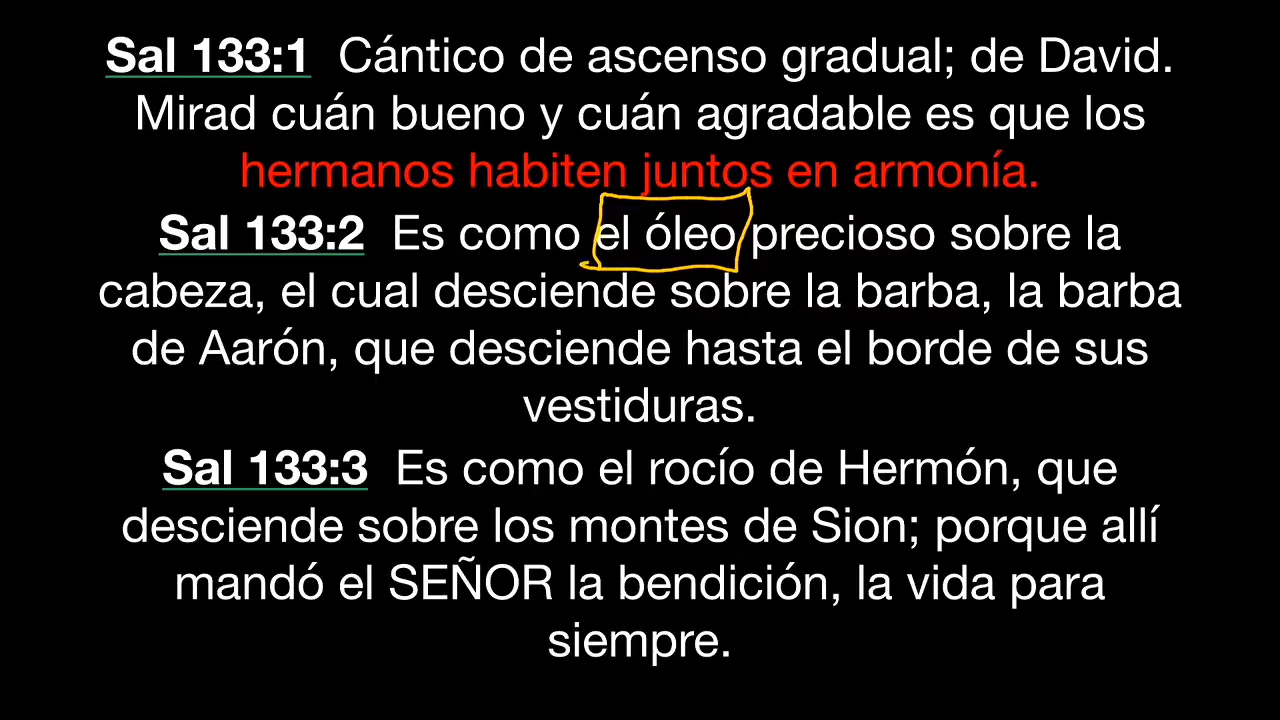 Sal 133:1 Cántico de ascenso gradual; de David.
Mirad cuán bueno y cuán agradable es que los
hermanos habiten juntos en armonía.
Sal 133:2 Es como el óleo precioso sobre la
cabeza, el cual desciende sobre la barba, la barba
de Aarón, que desciende hasta el borde de sus
vestiduras.
Sal 133:3 Es como el rocío de Hermón, que
desciende sobre los montes de Sion; porque allí
mandó el SEÑOR la bendición, la vida para
siempre.